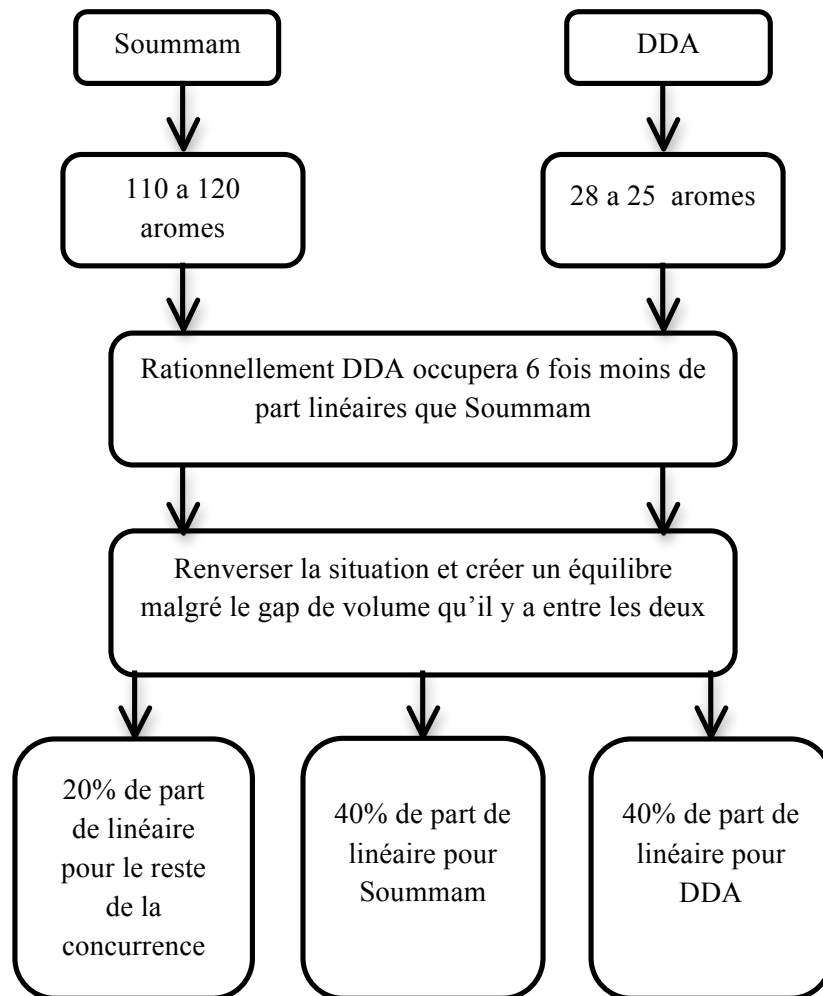 Soummam
DDA
110 a 120
aromes
28 a 25 aromes
Rationnellement DDA occupera 6 fois moins de
part linéaires que Soummam
Renverser la situation et créer un équilibre
malgré le gap de volume qu’il y a entre les deux
20% de part
de linéaire
pour le reste
de la
concurrence
40% de part de
linéaire pour
Soummam
40% de part de
linéaire pour
DDA